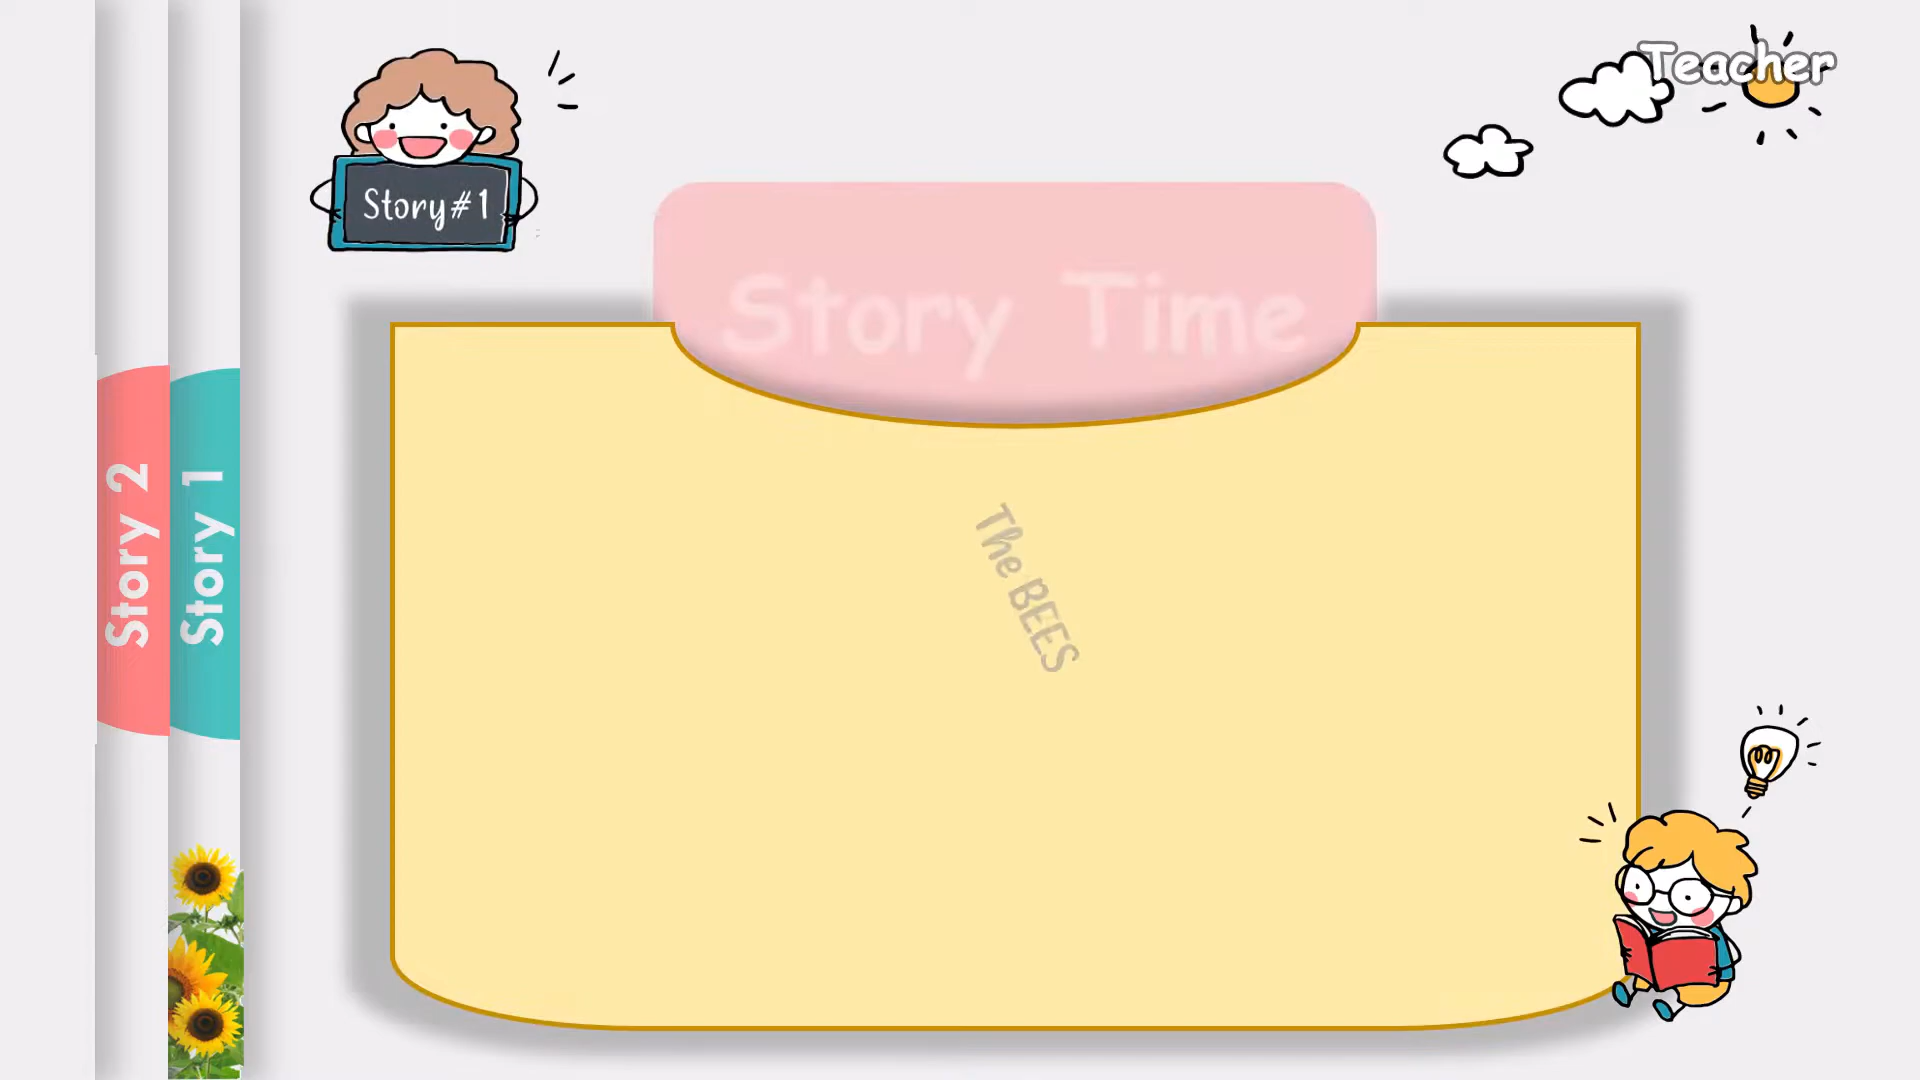 Teacher
Story#1
Story Time
Story 2
Story 1
The BEES